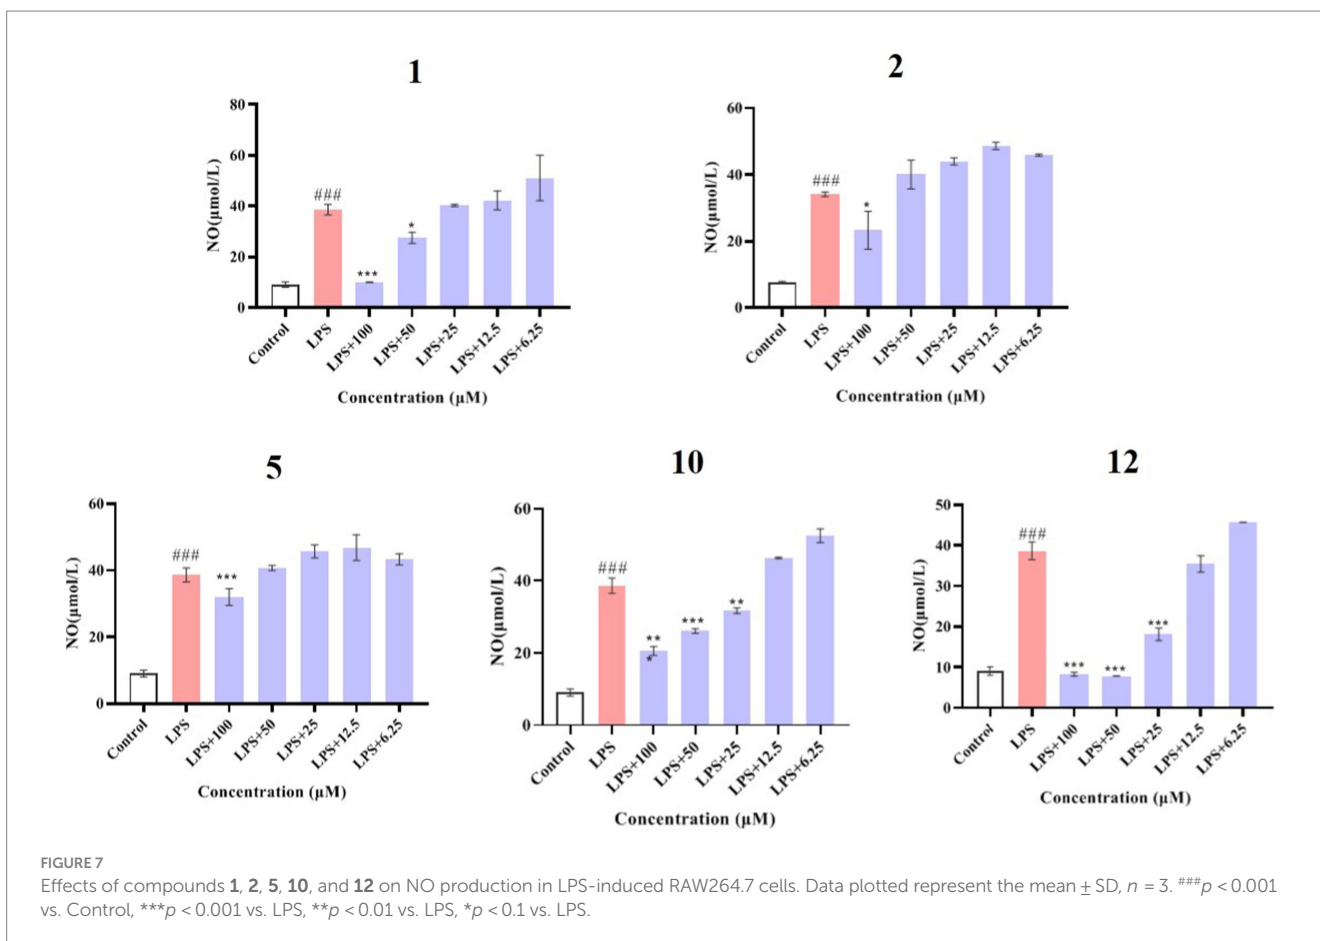 1
80
60
40
20
0
NO(μmol/L)
###
***
*
Control
LPS
LPS+100
LPS+50
LPS+25
LPS+12.5
LPS+6.25
Concentration (μM)
2
60
40
20
0
NO(μmol/L)
###
*
Control
LPS
LPS+100
LPS+50
LPS+25
LPS+12.5
LPS+6.25
Concentration (μM)
5
60
40
20
0
NO(μmol/L)
###
***
Control
LPS
LPS+100
LPS+50
LPS+25
LPS+12.5
LPS+6.25
Concentration (μM)
10
60
40
20
0
NO(μmol/L)
###
**
*
***
**
Control
LPS
LPS+100
LPS+50
LPS+25
LPS+12.5
LPS+6.25
Concentration (μM)
12
50
40
30
20
10
0
NO(μmol/L)
###
***
***
***
Control
LPS
LPS+100
LPS+50
LPS+25
LPS+12.5
LPS+6.25
Concentration (μM)
FIGURE 7
Effects of compounds 1, 2, 5, 10, and 12 on NO production in LPS-induced RAW264.7 cells. Data plotted represent the mean ± SD, n = 3. ###p < 0.001
vs. Control, ***p < 0.001 vs. LPS, **p < 0.01 vs. LPS, *p < 0.1 vs. LPS.